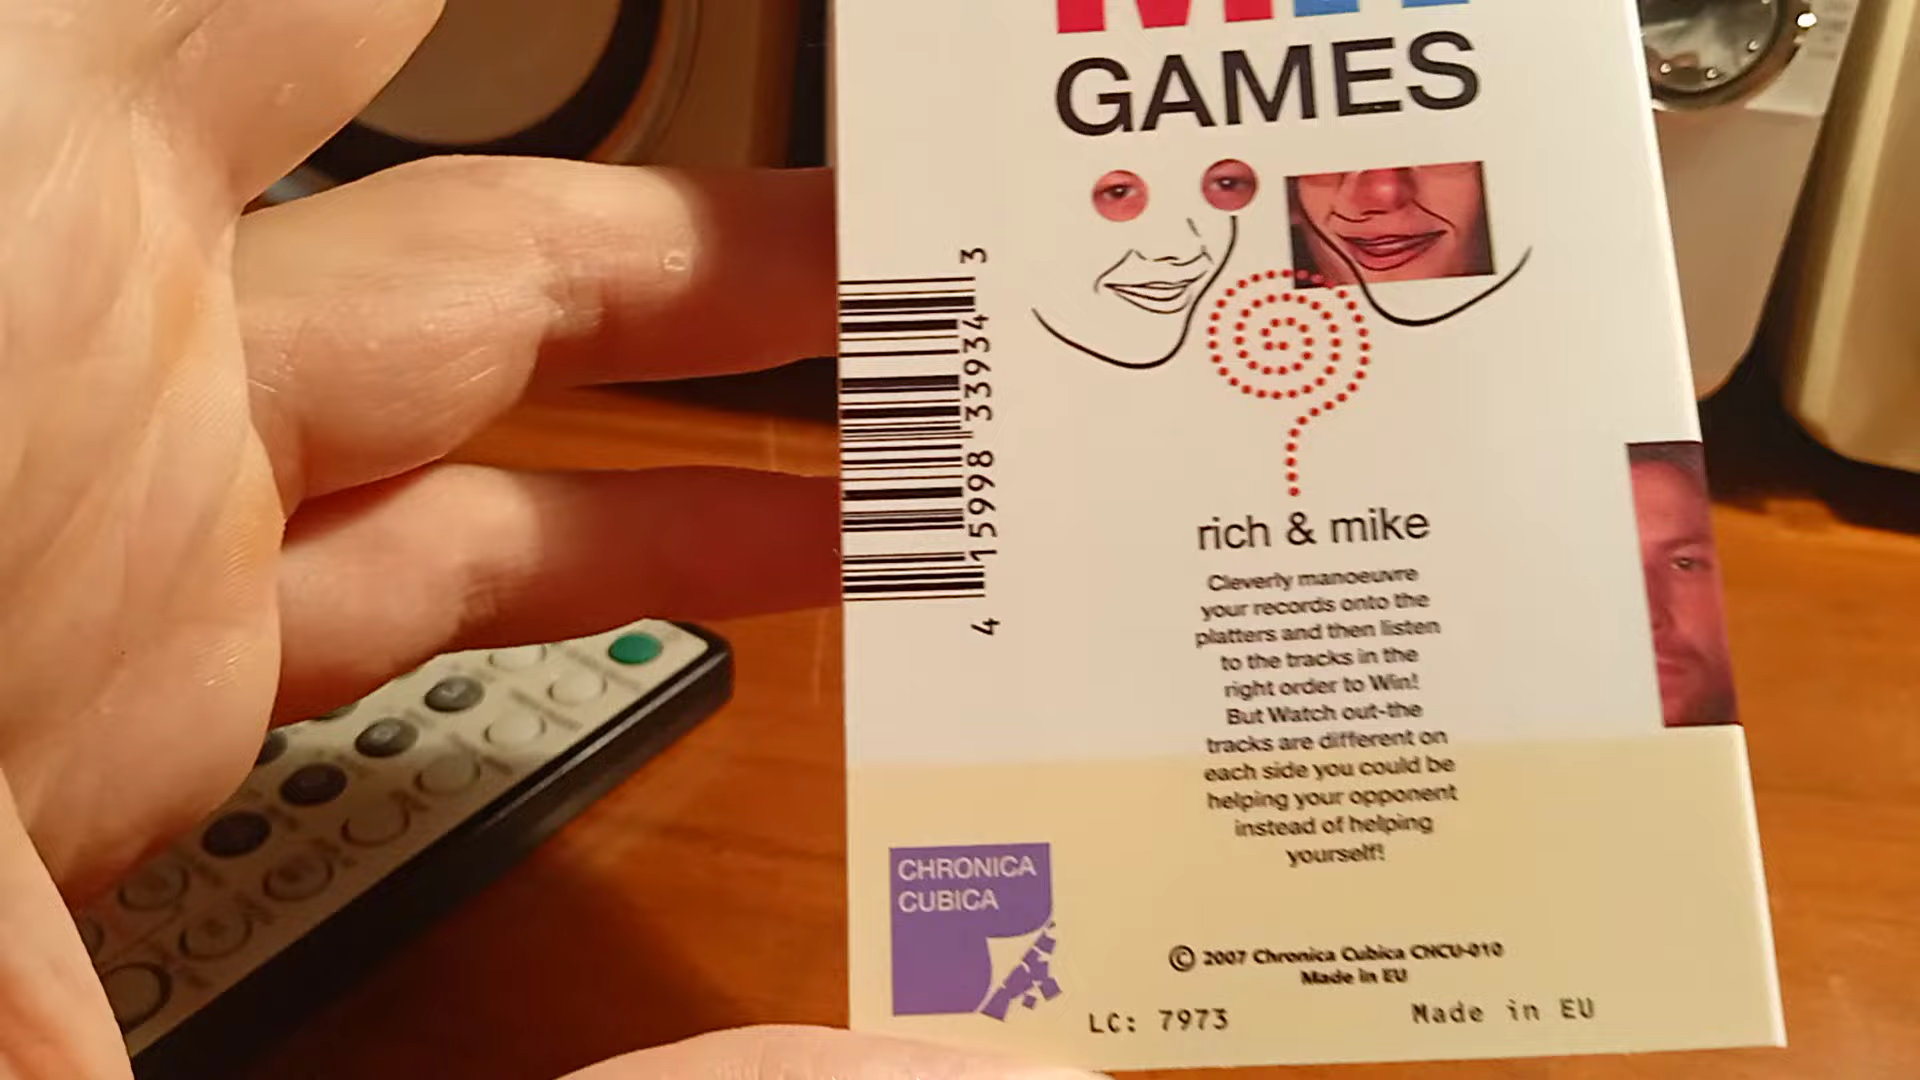 GAMES
rich & mike
Cleverly manoeuvre
your records onto the
platters and then listen
to the tracks in the
right order to Win!
But Watch out-the
tracks are different on
each side you could be
helping your opponent
instead of helping
yourself!
4 15998 33934 3
CHRONICA
CUBICA
© 2007 Chronica Cubica CHCU-010
Made in EU
LC: 7973 Made in EU